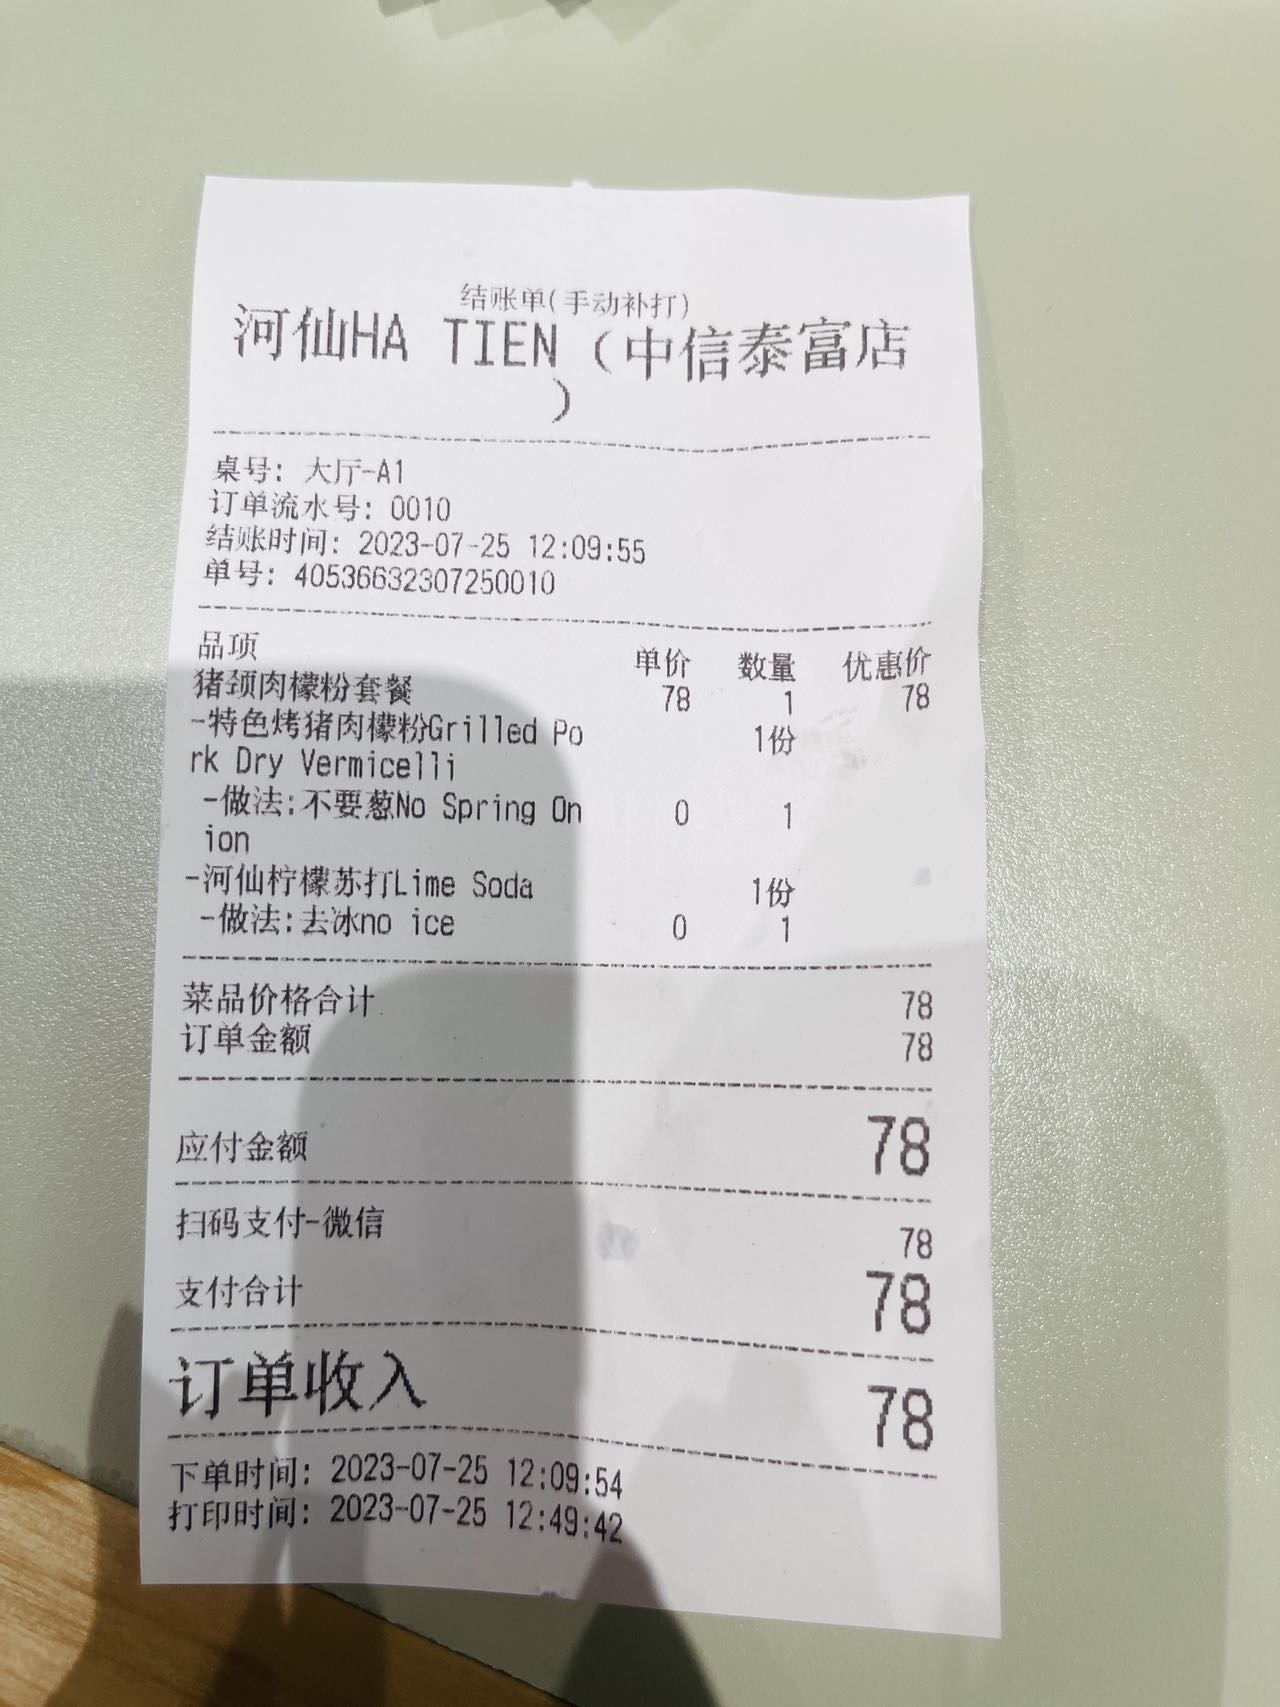 结账单(手动补打)
河仙HA TIEN（中信泰富店
）
桌号: 大厅-A1
订单流水号: 0010
结账时间: 2023-07-25 12:09:55
单号: 40536632307250010
品项 单价 数量 优惠价
猪颈肉檬粉套餐 78 1 78
-特色烤猪肉檬粉Grilled Po 1份
rk Dry Vermicelli
-做法:不要葱No Spring On 0 1
ion
-河仙柠檬苏打Lime Soda 1份
-做法:去冰no ice 0 1
菜品价格合计 78
订单金额 78
应付金额 78
扫码支付-微信 78
支付合计 78
订单收入 78
下单时间: 2023-07-25 12:09:54
打印时间: 2023-07-25 12:49:42